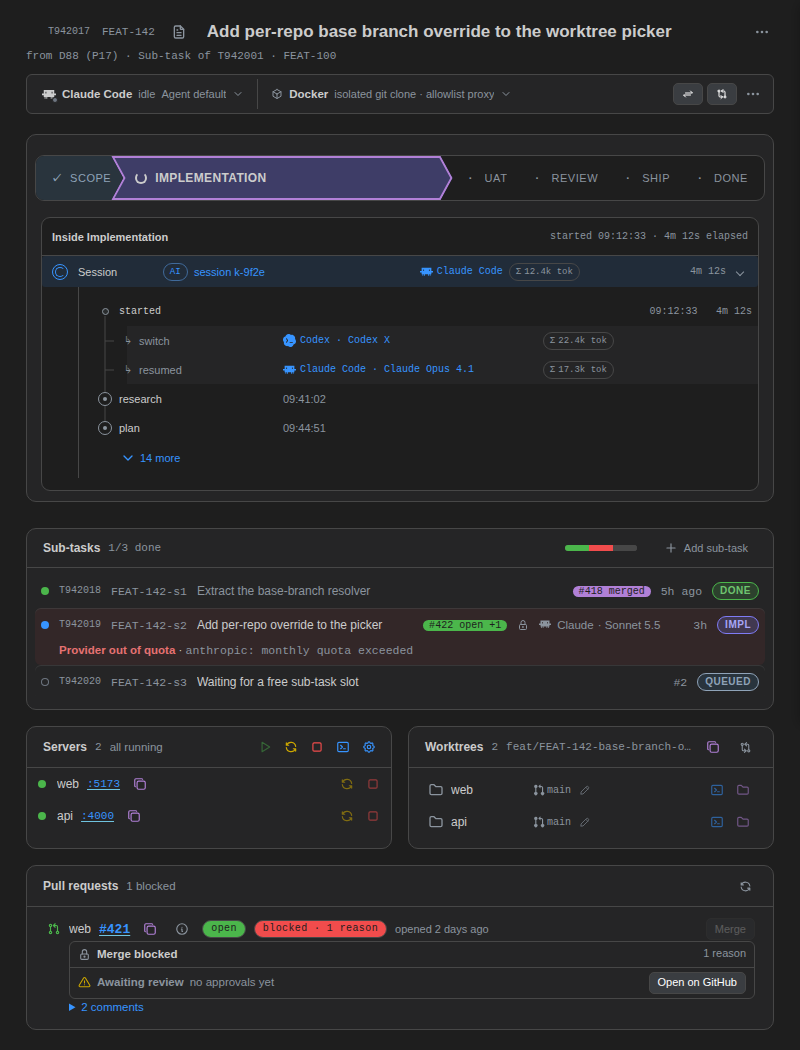 T942017 FEAT-142 Add per-repo base branch override to the worktree picker
from D88 (P17) · Sub-task of T942001 · FEAT-100
Claude Code idle Agent default Docker isolated git clone · allowlist proxy
SCOPE IMPLEMENTATION · UAT · REVIEW · SHIP · DONE
Inside Implementation started 09:12:33 · 4m 12s elapsed
Session AI session k-9f2e Claude Code Σ 12.4k tok 4m 12s
started 09:12:33 4m 12s
↳ switch Codex · Codex X Σ 22.4k tok
↳ resumed Claude Code · Claude Opus 4.1 Σ 17.3k tok
research 09:41:02
plan 09:44:51
14 more
Sub-tasks 1/3 done Add sub-task
T942018 FEAT-142-s1 Extract the base-branch resolver #418 merged 5h ago DONE
T942019 FEAT-142-s2 Add per-repo override to the picker #422 open +1 Claude · Sonnet 5.5 3h IMPL
Provider out of quota · anthropic: monthly quota exceeded
T942020 FEAT-142-s3 Waiting for a free sub-task slot #2 QUEUED
Servers 2 all running
web :5173
api :4000
Worktrees 2 feat/FEAT-142-base-branch-o…
web main
api main
Pull requests 1 blocked
web #421 open blocked · 1 reason opened 2 days ago Merge
Merge blocked 1 reason
Awaiting review no approvals yet Open on GitHub
2 comments